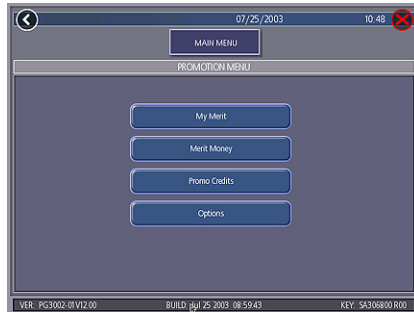 07/25/2003 10:48
MAIN MENU
PROMOTION MENU
My Merit
Merit Money
Promo Credits
Options
VER: PG3002-01V12.00 BUILD: jul 25 2003 08:59:43 KEY: SA306800 R00